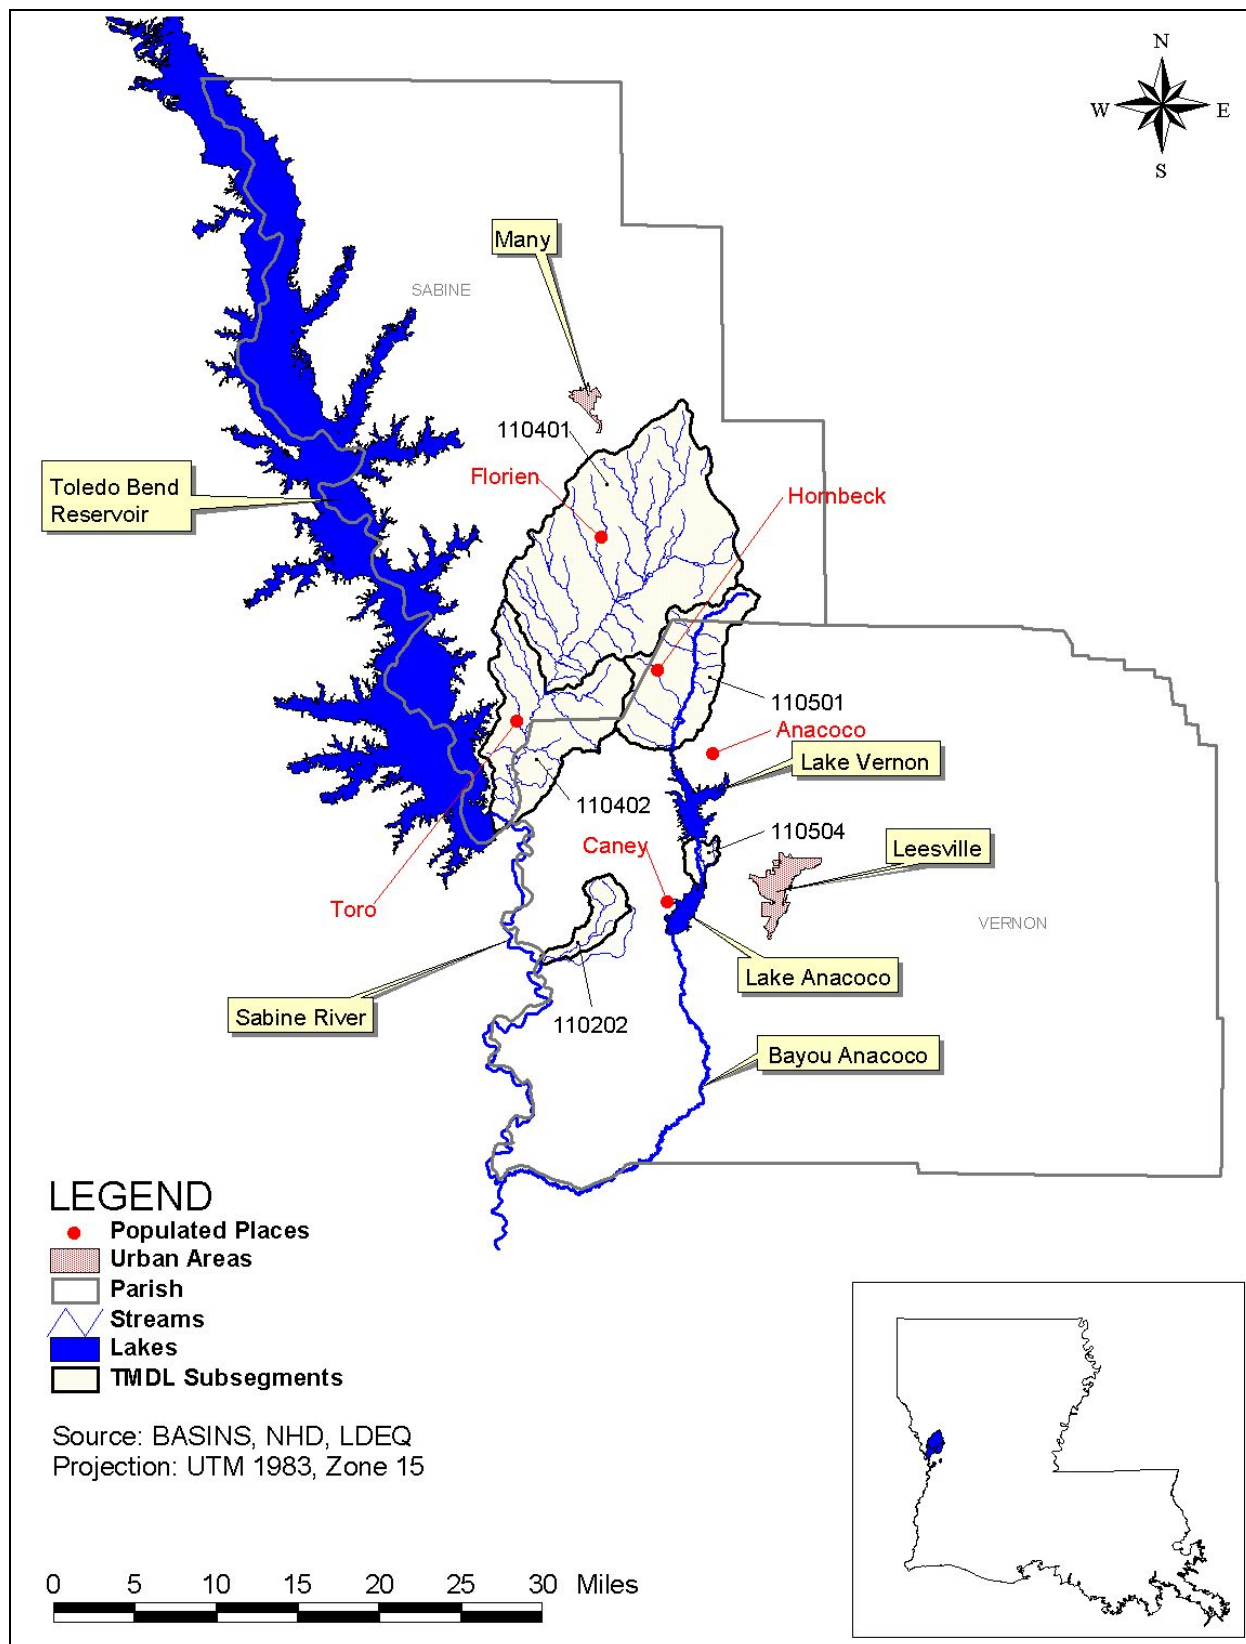 N
W E
S
Many
SABINE
110401
Florien
Hornbeck
Toledo Bend
Reservoir
110501
Anacoco
Lake Vernon
110402
110504
Caney
Leesville
Toro
VERNON
Lake Anacoco
Sabine River
110202
Bayou Anacoco
LEGEND
Populated Places
Urban Areas
Parish
Streams
Lakes
TMDL Subsegments
Source: BASINS, NHD, LDEQ
Projection: UTM 1983, Zone 15
0 5 10 15 20 25 30 Miles